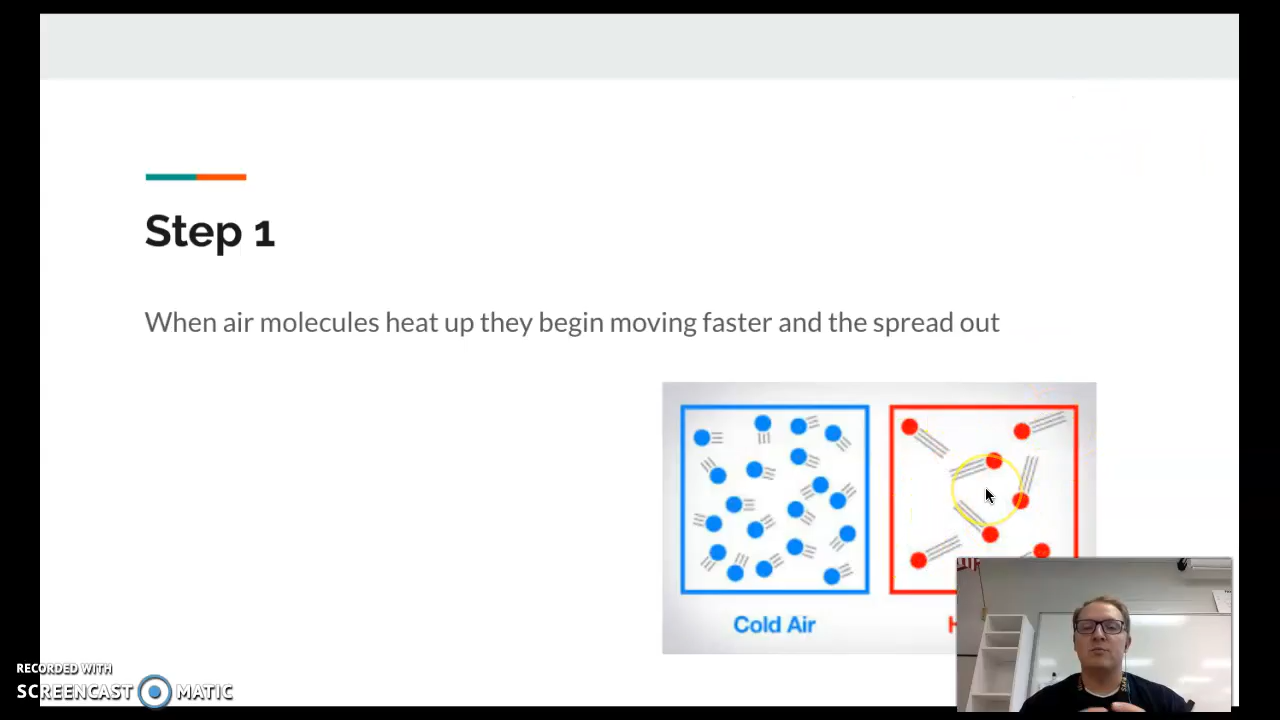 Step 1
When air molecules heat up they begin moving faster and the spread out
Cold Air
RECORDED WITH
SCREENCAST MATIC